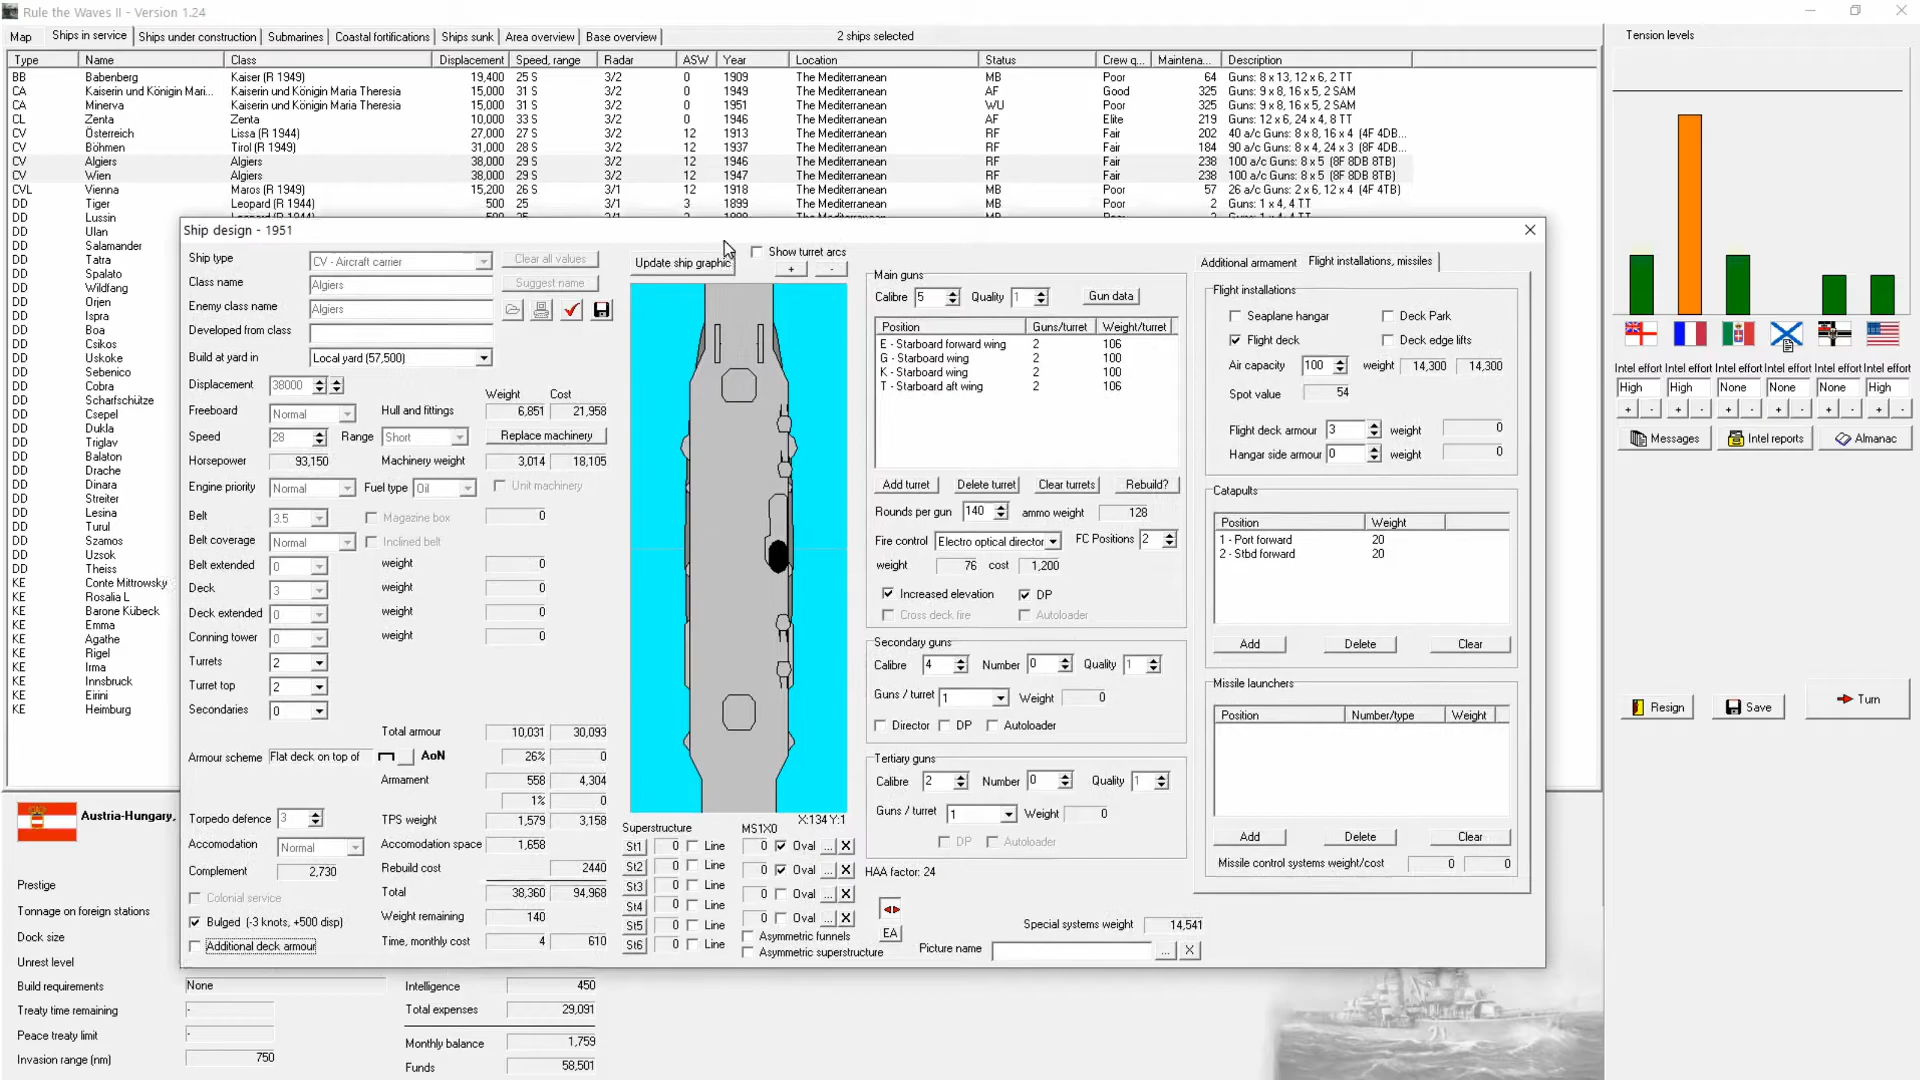 Rule the Waves II - Version 1.24
Map Ships in service Ships under construction Submarines Coastal fortifications Ships sunk Area overview Base overview 2 ships selected
Type Name Class Displacement Speed, range Radar ASW Year Location Status Crew q... Maintena... Description
BB Babenberg Kaiser (R 1949) 19,400 25 S 3/2 0 1909 The Mediterranean MB Poor 64 Guns: 8 x 13, 12 x 6, 2 TT
CA Kaiserin und Königin Mari... Kaiserin und Königin Maria Theresia 15,000 31 S 3/2 0 1949 The Mediterranean AF Good 325 Guns: 9 x 8, 16 x 5, 2 SAM
CA Minerva Kaiserin und Königin Maria Theresia 15,000 31 S 3/2 0 1951 The Mediterranean WU Poor 325 Guns: 9 x 8, 16 x 5, 2 SAM
CL Zenta Zenta 10,000 33 S 3/2 0 1946 The Mediterranean AF Elite 219 Guns: 12 x 6, 24 x 4, 8 TT
CV Österreich Lissa (R 1944) 27,000 27 S 3/2 12 1913 The Mediterranean RF Fair 202 40 a/c Guns: 8 x 8, 16 x 4 (4F 4DB...
CV Böhmen Tirol (R 1949) 31,000 28 S 3/2 12 1937 The Mediterranean RF Fair 184 90 a/c Guns: 8 x 4, 24 x 3 (8F 4DB...
CV Algiers Algiers 38,000 29 S 3/2 12 1946 The Mediterranean RF Fair 238 100 a/c Guns: 8 x 5 (8F 8DB 8TB)
CV Wien Algiers 38,000 29 S 3/2 12 1947 The Mediterranean RF Fair 238 100 a/c Guns: 8 x 5 (8F 8DB 8TB)
CVL Vienna Maros (R 1949) 15,200 26 S 3/1 12 1918 The Mediterranean MB Poor 57 26 a/c Guns: 2 x 6, 12 x 4 (4F 4TB)
DD Tiger Leopard (R 1944) 500 25 3/1 3 1899 The Mediterranean MB Poor 2 Guns: 1 x 4, 4 TT
DD Lussin
DD Ulan
DD Salamander
DD Tatra
DD Spalato
DD Wildfang
DD Orjen
DD Ispra
DD Boa
DD Csikos
DD Uskoke
DD Sebenico
DD Cobra
DD Scharfschütze
DD Csepel
DD Dukla
DD Triglav
DD Balaton
DD Drache
DD Dinara
DD Streiter
DD Lesina
DD Turul
DD Szamos
DD Uzsok
DD Theiss
KE Conte Mittrowsky
KE Rosalia L
KE Barone Kübeck
KE Emma
KE Agathe
KE Rigel
KE Irma
KE Innsbruck
KE Eirini
KE Heimburg
Ship design - 1951
Ship type CV - Aircraft carrier Clear all values
Class name Algiers Suggest name
Enemy class name Algiers
Developed from class
Build at yard in Local yard (57,500)
Displacement 38000 Weight Cost
Freeboard Normal Hull and fittings 6,851 21,958
Speed 28 Range Short Replace machinery
Horsepower 93,150 Machinery weight 3,014 18,105
Engine priority Normal Fuel type Oil Unit machinery
Belt 3.5 Magazine box 0
Belt coverage Normal Inclined belt
Belt extended 0 weight 0
Deck 3 weight 0
Deck extended 0 weight 0
Conning tower 0 weight 0
Turrets 2
Turret top 2
Secondaries 0
Total armour 10,031 30,093
Armour scheme Flat deck on top of AoN 26% 0
Armament 558 4,304
1% 0
Torpedo defence 3 TPS weight 1,579 3,158
Accomodation Normal Accomodation space 1,658
Complement 2,730 Rebuild cost 2440
Colonial service Total 38,360 94,968
Bulged (-3 knots, +500 disp) Weight remaining 140
Additional deck armour Time, monthly cost 4 610
Update ship graphic Show turret arcs
+ -
X:134 Y:1
Superstructure MS1X0
St1 0 Line 0 Oval ... X
St2 0 Line 0 Oval ... X
St3 0 Line 0 Oval ... X
St4 0 Line 0 Oval ... X
St5 0 Line Asymmetric funnels
St6 0 Line Asymmetric superstructure
Main guns
Calibre 5 Quality 1 Gun data
Position Guns/turret Weight/turret
E - Starboard forward wing 2 106
G - Starboard wing 2 100
K - Starboard wing 2 100
T - Starboard aft wing 2 106
Add turret Delete turret Clear turrets Rebuild?
Rounds per gun 140 ammo weight 128
Fire control Electro optical director FC Positions 2
weight 76 cost 1,200
Increased elevation DP
Cross deck fire Autoloader
Secondary guns
Calibre 4 Number 0 Quality 1
Guns / turret 1 Weight 0
Director DP Autoloader
Tertiary guns
Calibre 2 Number 0 Quality 1
Guns / turret 1 Weight 0
DP Autoloader
HAA factor: 24
EA
Special systems weight 14,541
Picture name ... X
Additional armament Flight installations, missiles
Flight installations
Seaplane hangar Deck Park
Flight deck Deck edge lifts
Air capacity 100 weight 14,300 14,300
Spot value 54
Flight deck armour 3 weight 0
Hangar side armour 0 weight 0
Catapults
Position Weight
1 - Port forward 20
2 - Stbd forward 20
Add Delete Clear
Missile launchers
Position Number/type Weight
Add Delete Clear
Missile control systems weight/cost 0 0
Tension levels
Intel effort Intel effort Intel effort Intel effort Intel effort Intel effort
High High None None None High
+ - + - + - + - + - + -
Messages Intel reports Almanac
Resign Save Turn
Austria-Hungary,
Prestige
Tonnage on foreign stations
Dock size
Unrest level
Build requirements None Intelligence 450
Treaty time remaining - Total expenses 29,091
Peace treaty limit - Monthly balance 1,759
Invasion range (nm) 750 Funds 58,501